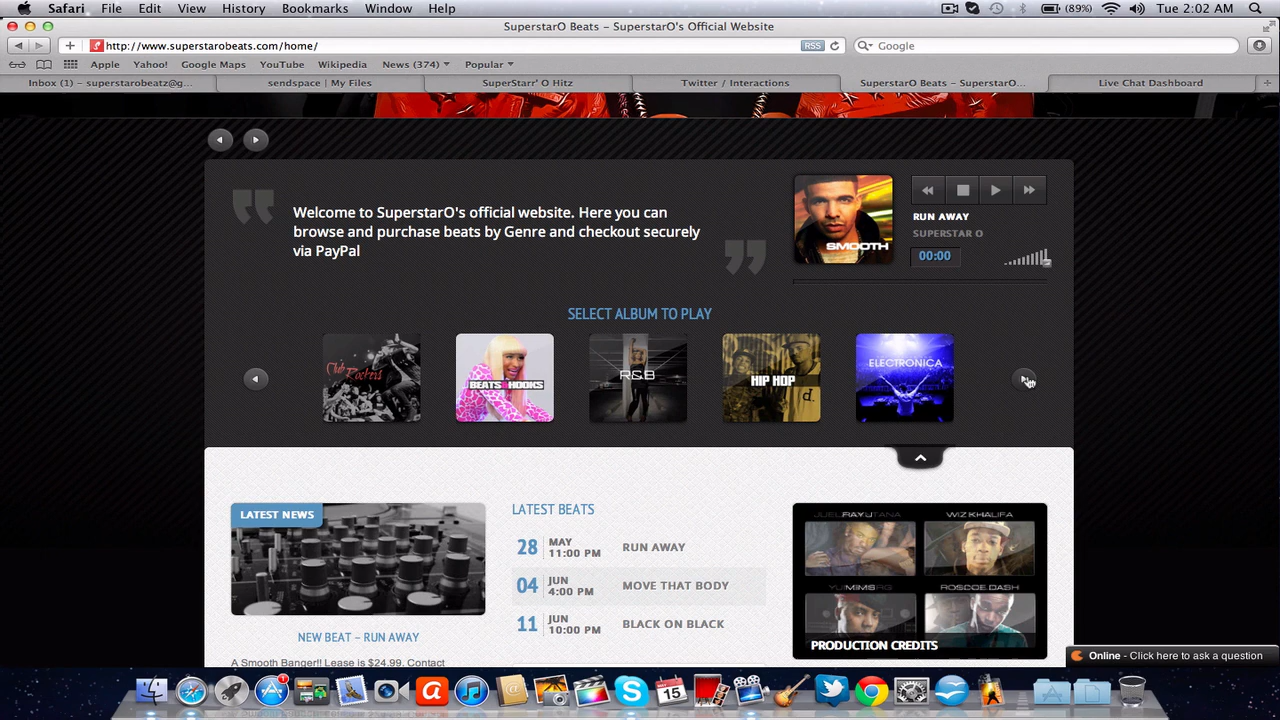 Safari File Edit View History Bookmarks Window Help (89%) Tue 2:02 AM
SuperstarO Beats – SuperstarO's Official Website
http://www.superstarobeats.com/home/ RSS Google
Apple Yahoo! Google Maps YouTube Wikipedia News (374) Popular
Inbox (1) – superstarobeatz@g... sendspace | My Files SuperStarr' O Hitz Twitter / Interactions SuperstarO Beats – SuperstarO... Live Chat Dashboard
Welcome to SuperstarO's official website. Here you can
browse and purchase beats by Genre and checkout securely
via PayPal
SMOOTH
RUN AWAY
SUPERSTAR O
00:00
SELECT ALBUM TO PLAY
Club Rockers
BEATS HOOKS
R&B
HIP HOP
d.
ELECTRONICA
LATEST NEWS
NEW BEAT – RUN AWAY
A Smooth Banger!! Lease is $24.99. Contact
LATEST BEATS
28 MAY 11:00 PM RUN AWAY
04 JUN 4:00 PM MOVE THAT BODY
11 JUN 10:00 PM BLACK ON BLACK
WIZ KHALIFA
ROSCOE DASH
PRODUCTION CREDITS
Online - Click here to ask a question
1
15